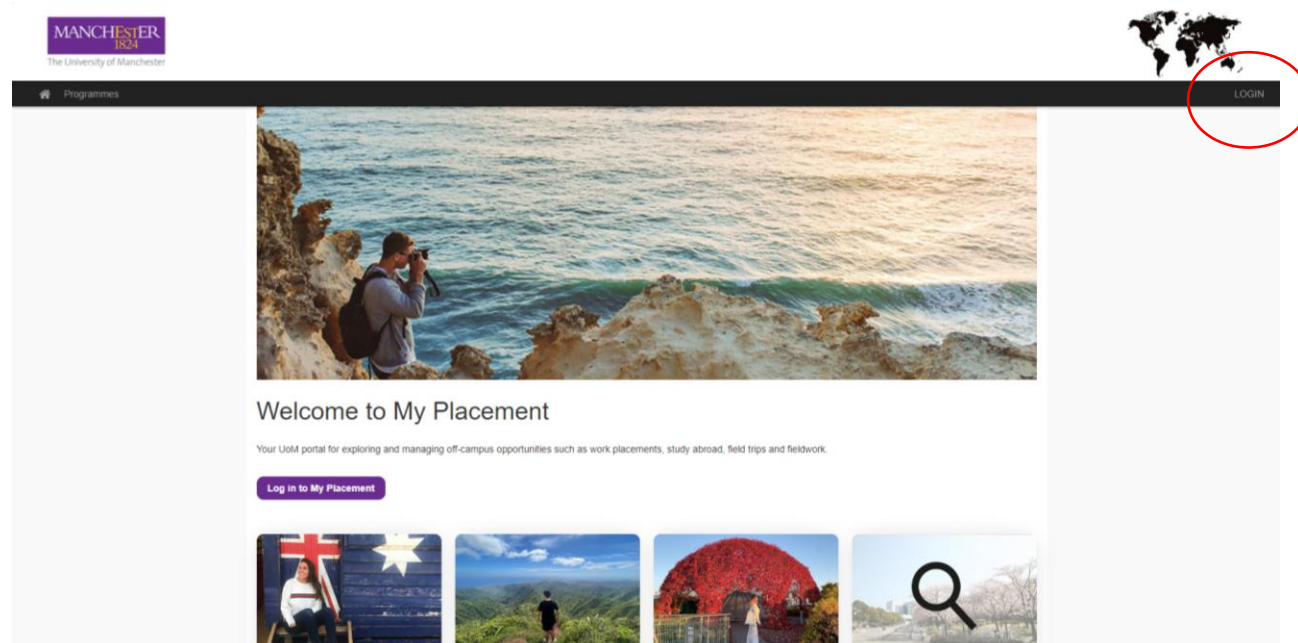 MANCHESTER
1824
The University of Manchester
Programmes
LOGIN
Welcome to My Placement
Your UoM portal for exploring and managing off-campus opportunities such as work placements, study abroad, field trips and fieldwork.
Log in to My Placement